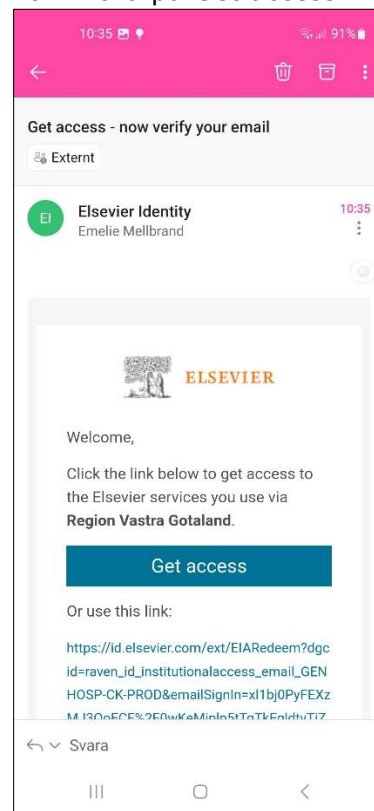 10:35 91%
Get access - now verify your email
Externt
EI Elsevier Identity 10:35
Emelie Mellbrand
ELSEVIER
Welcome,
Click the link below to get access to
the Elsevier services you use via
Region Vastra Gotaland.
Get access
Or use this link:
https://id.elsevier.com/ext/EIARedeem?dgc
id=raven_id_institutionalaccess_email_GEN
HOSP-CK-PROD&emailSignIn=xl1bj0PyFEXz
Svara